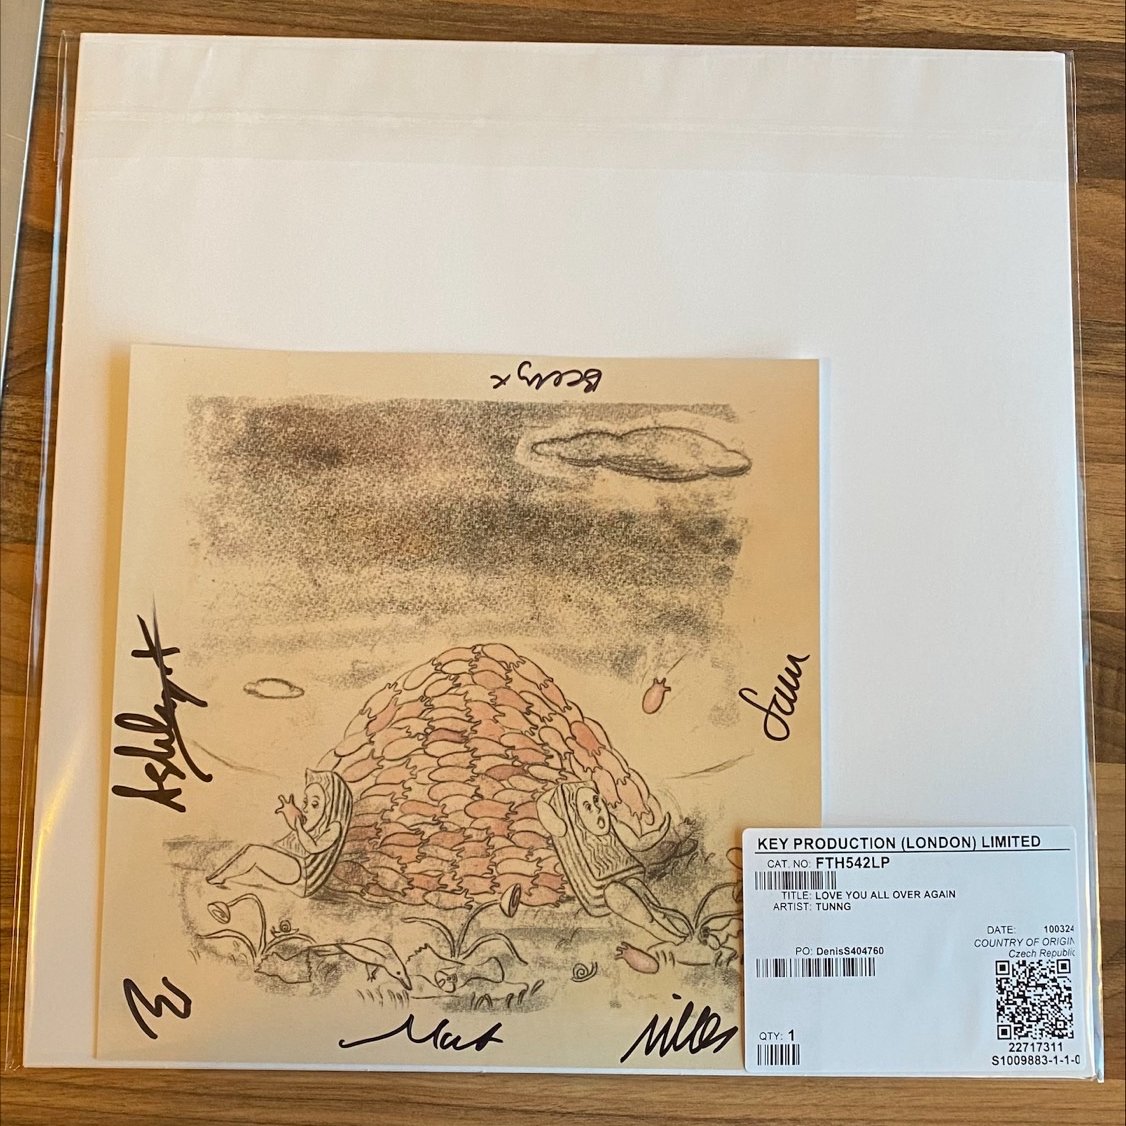 Becky x
Ashley x
Sam
Mat
KEY PRODUCTION (LONDON) LIMITED
CAT. NO: FTH542LP
TITLE: LOVE YOU ALL OVER AGAIN
ARTIST: TUNNG
DATE: 100324
COUNTRY OF ORIGIN
Czech Republic
PO: DenisS404760
QTY: 1
22717311
S1009883-1-1-0